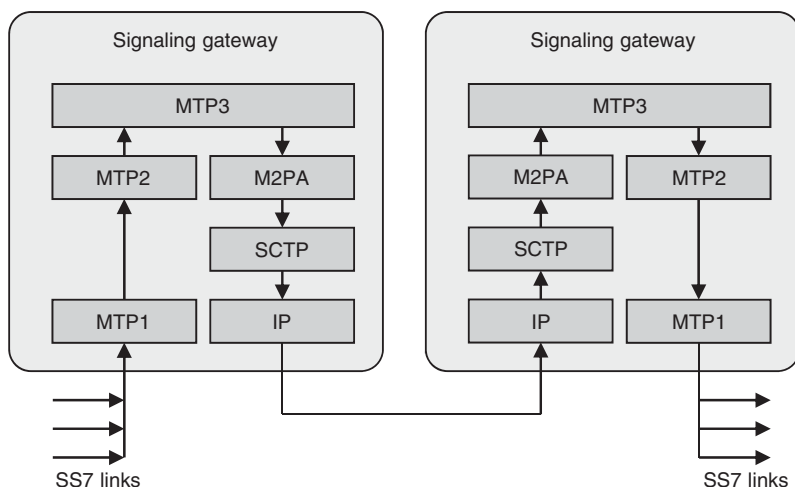 Signaling gateway
MTP3
MTP2
M2PA
SCTP
MTP1
IP
SS7 links
Signaling gateway
MTP3
M2PA
MTP2
SCTP
IP
MTP1
SS7 links